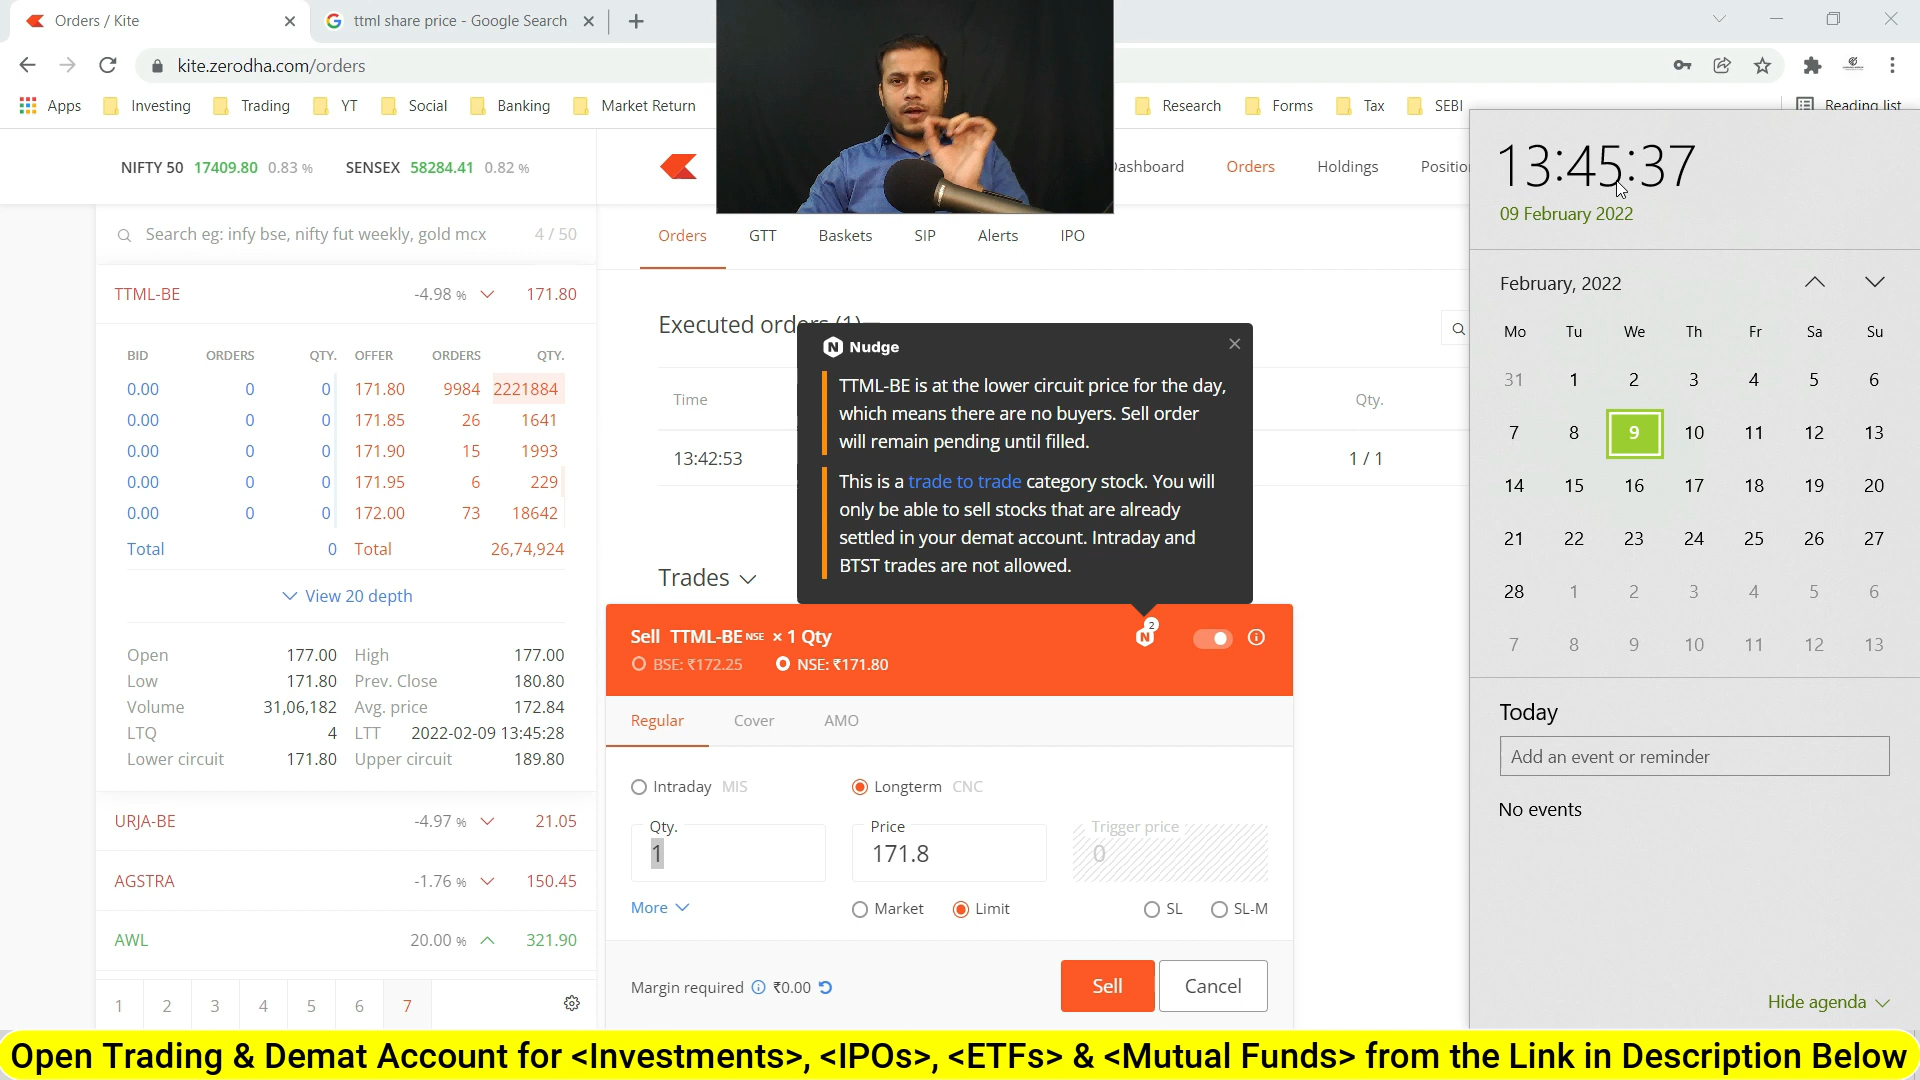 Orders / Kite
ttml share price - Google Search
kite.zerodha.com/orders
Apps Investing Trading YT Social Banking Market Return Research Forms Tax SEBI Reading list
NIFTY 50 17409.80 0.83 % SENSEX 58284.41 0.82 %
Dashboard Orders Holdings Positio
Search eg: infy bse, nifty fut weekly, gold mcx 4 / 50
Orders GTT Baskets SIP Alerts IPO
TTML-BE -4.98 % 171.80
BID ORDERS QTY. OFFER ORDERS QTY.
0.00 0 0 171.80 9984 2221884
0.00 0 0 171.85 26 1641
0.00 0 0 171.90 15 1993
0.00 0 0 171.95 6 229
0.00 0 0 172.00 73 18642
Total 0 Total 26,74,924
View 20 depth
Open 177.00 High 177.00
Low 171.80 Prev. Close 180.80
Volume 31,06,182 Avg. price 172.84
LTQ 4 LTT 2022-02-09 13:45:28
Lower circuit 171.80 Upper circuit 189.80
URJA-BE -4.97 % 21.05
AGSTRA -1.76 % 150.45
AWL 20.00 % 321.90
1 2 3 4 5 6 7
Executed orders (1)
Time Qty.
13:42:53 1 / 1
Trades
Nudge
TTML-BE is at the lower circuit price for the day,
which means there are no buyers. Sell order
will remain pending until filled.
This is a trade to trade category stock. You will
only be able to sell stocks that are already
settled in your demat account. Intraday and
BTST trades are not allowed.
Sell TTML-BE NSE × 1 Qty
2
BSE: ₹172.25 NSE: ₹171.80
Regular Cover AMO
Intraday MIS Longterm CNC
Qty. Price Trigger price
1 171.8 0
More Market Limit SL SL-M
Margin required ₹0.00 Sell Cancel
13:45:37
09 February 2022
February, 2022
Mo Tu We Th Fr Sa Su
31 1 2 3 4 5 6
7 8 9 10 11 12 13
14 15 16 17 18 19 20
21 22 23 24 25 26 27
28 1 2 3 4 5 6
7 8 9 10 11 12 13
Today
Add an event or reminder
No events
Hide agenda
Open Trading & Demat Account for <Investments>, <IPOs>, <ETFs> & <Mutual Funds> from the Link in Description Below